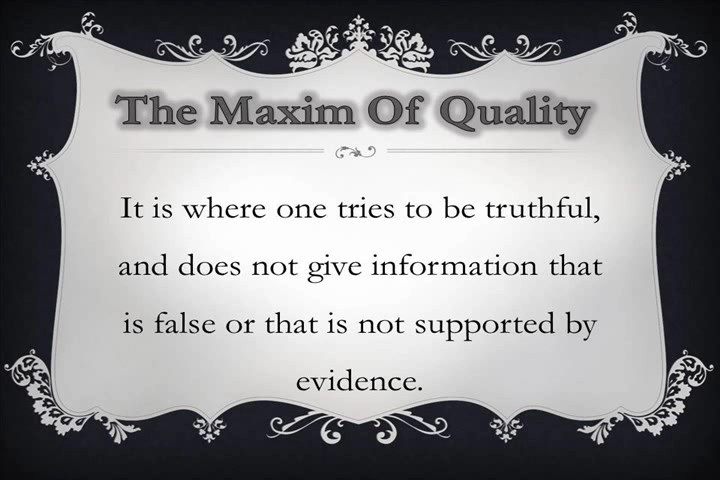 The Maxim Of Quality
It is where one tries to be truthful,
and does not give information that
is false or that is not supported by
evidence.